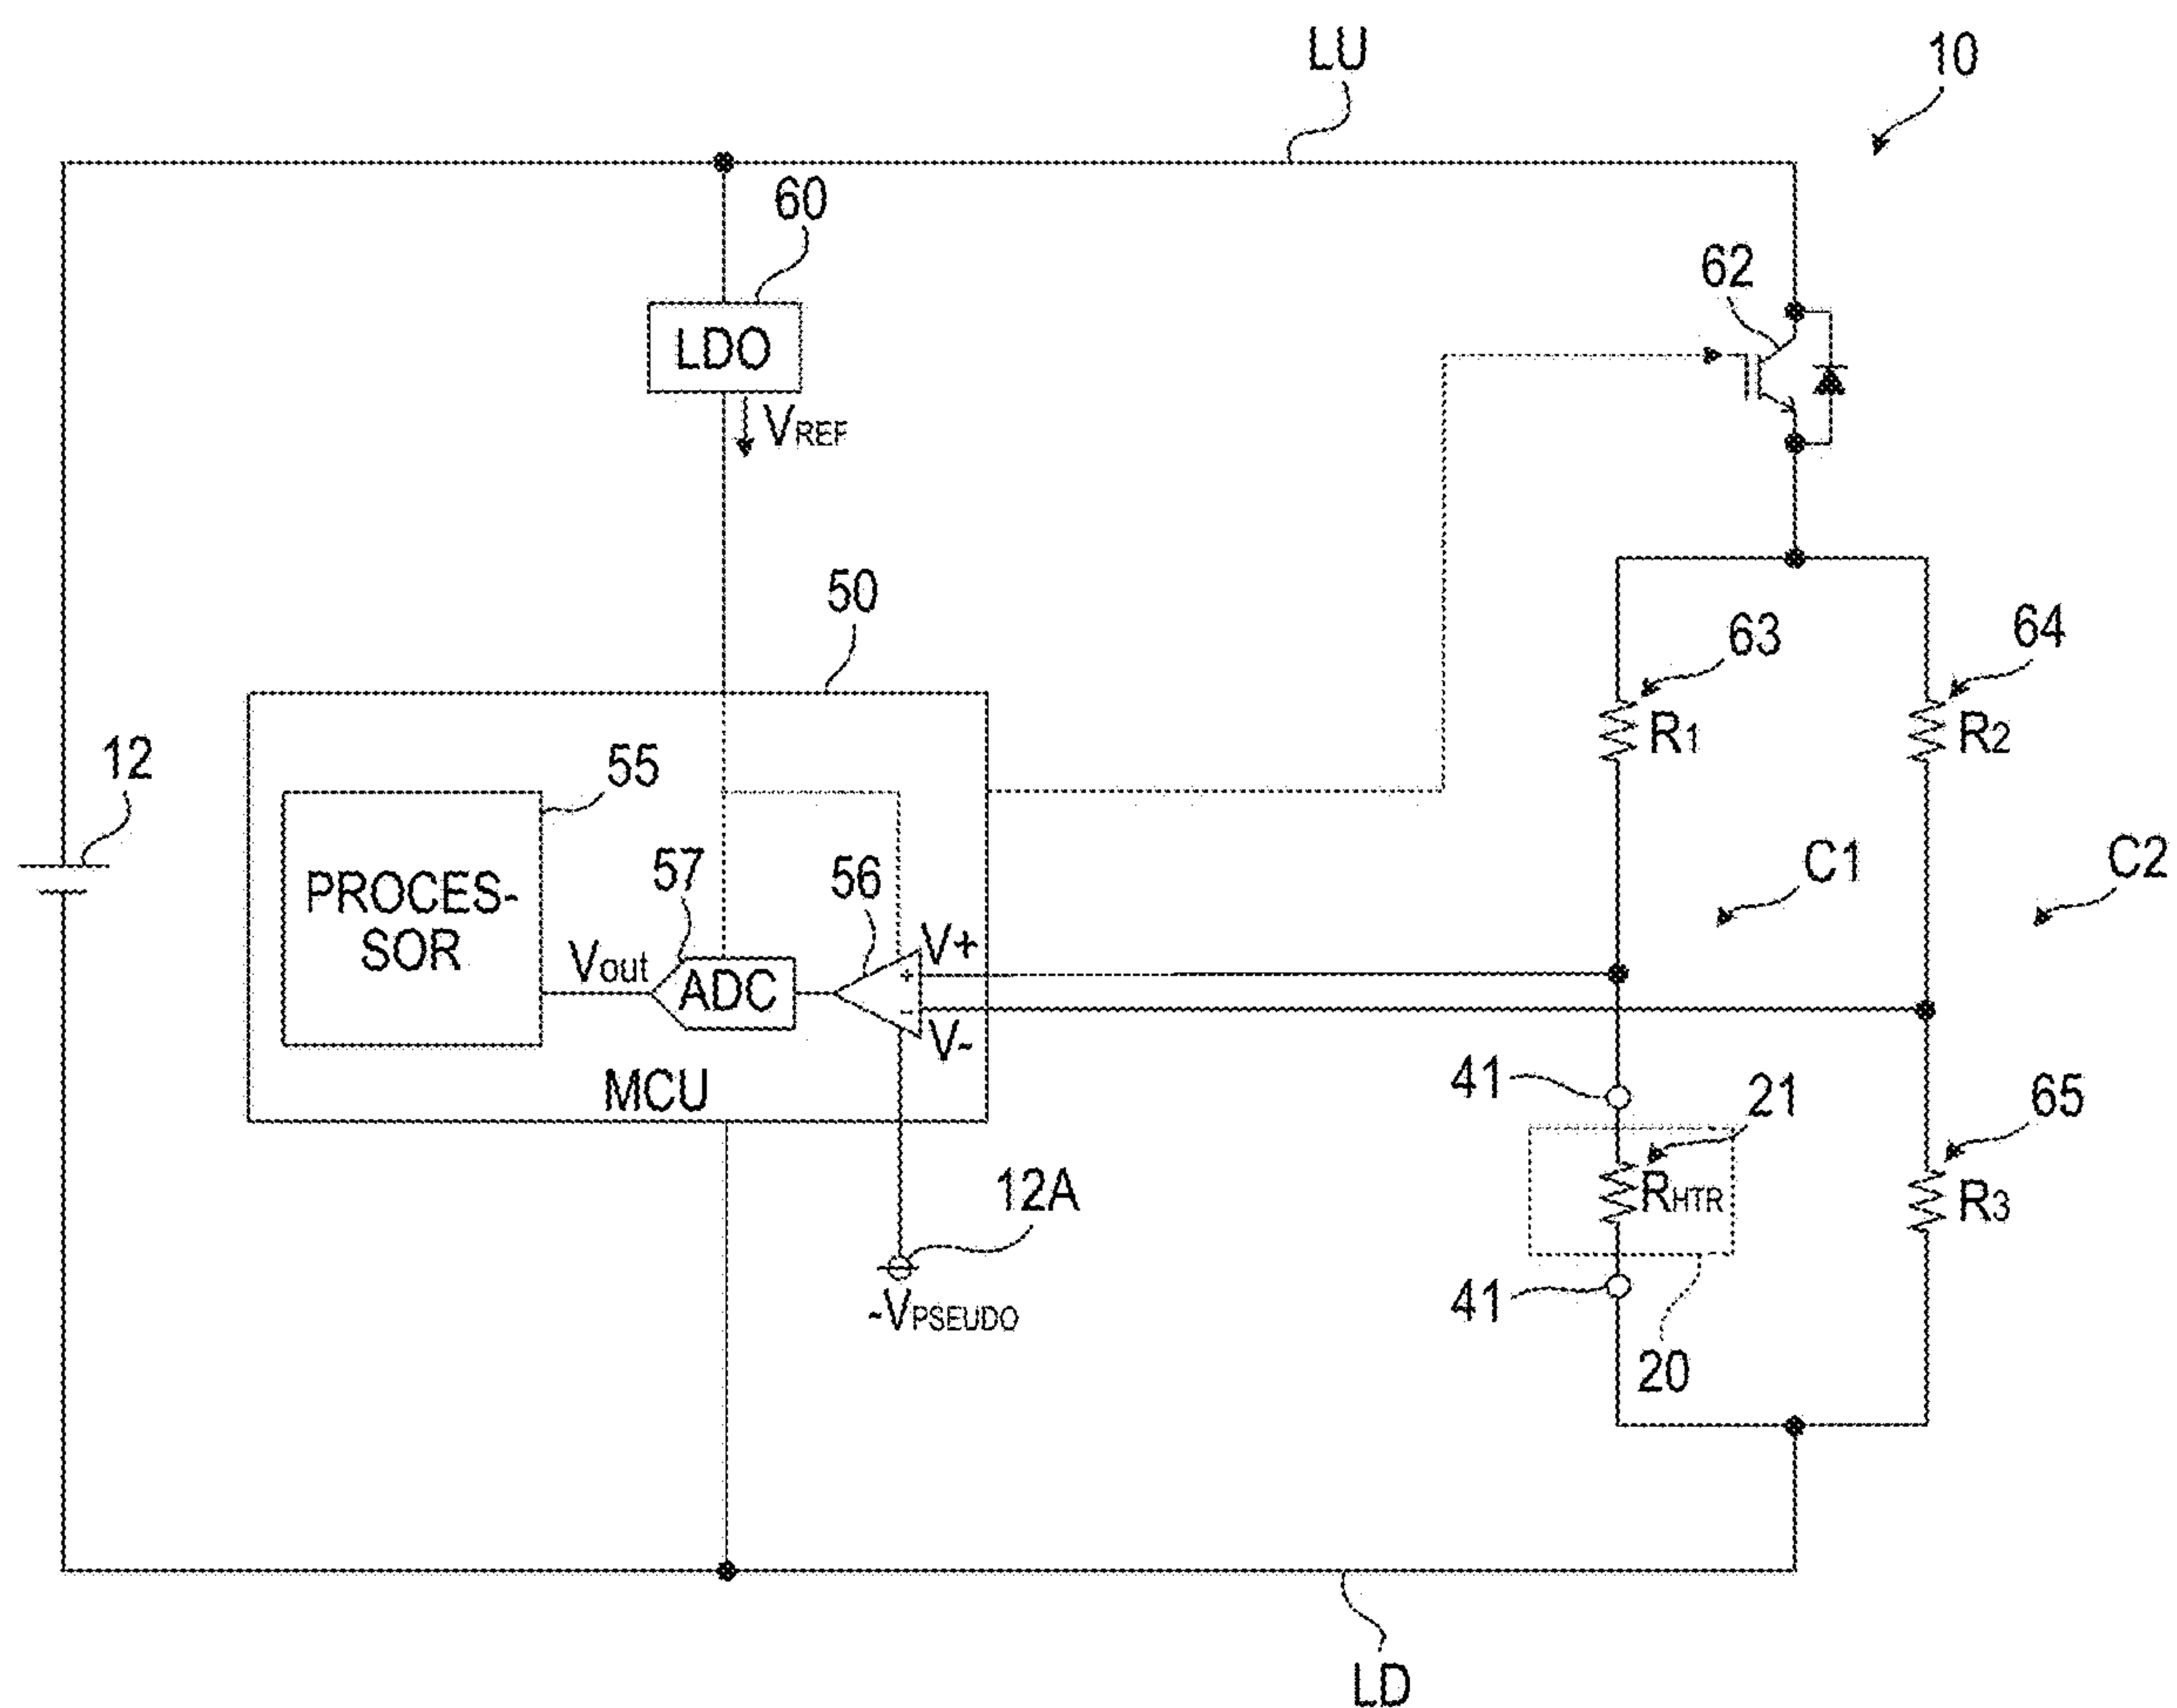 LU
10
60
LDO
VREF
62
50
63
64
R1
R2
12
55
PROCES-
SOR
57
56
C1
C2
Vout
ADC
V+
+
-
V-
MCU
41
21
65
12A
RHTR
R3
-VPSEUDO
41
20
LD